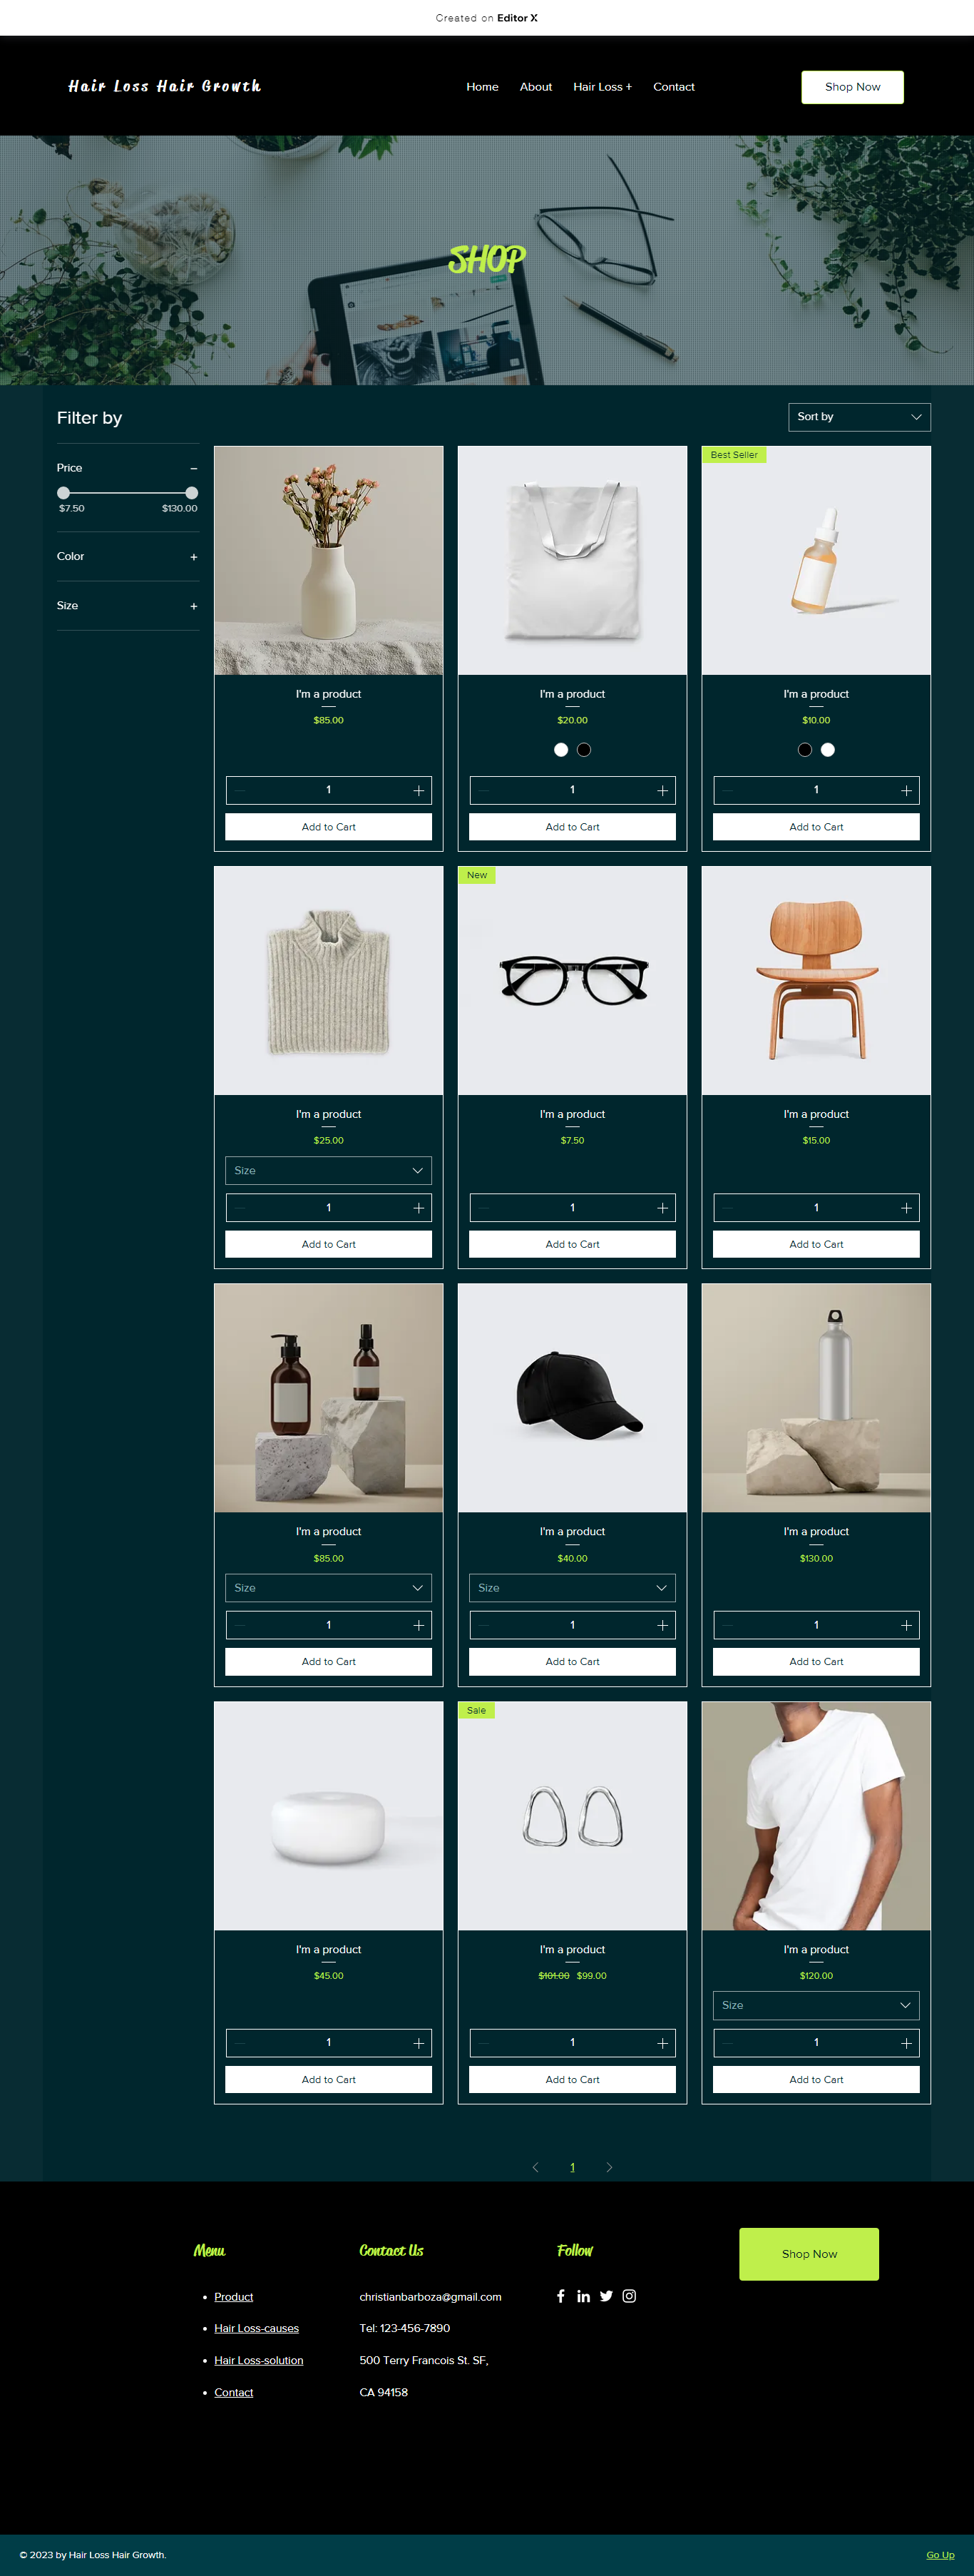 Created on Editor X
Hair Loss Hair Growth
Home
About
Hair Loss +
Contact
Shop Now
SHOP
Filter by
Sort by
Price
$7.50
$130.00
Color
Size
I'm a product
$85.00
1
Add to Cart
I'm a product
$20.00
1
Add to Cart
Best Seller
I'm a product
$10.00
1
Add to Cart
I'm a product
$25.00
Size
1
Add to Cart
New
I'm a product
$7.50
1
Add to Cart
I'm a product
$15.00
1
Add to Cart
I'm a product
$85.00
Size
1
Add to Cart
I'm a product
$40.00
Size
1
Add to Cart
I'm a product
$130.00
1
Add to Cart
I'm a product
$45.00
1
Add to Cart
Sale
I'm a product
$101.00 $99.00
1
Add to Cart
I'm a product
$120.00
Size
1
Add to Cart
1
Menu
Product
Hair Loss-causes
Hair Loss-solution
Contact
Contact Us
christianbarboza@gmail.com
Tel: 123-456-7890
500 Terry Francois St. SF,
CA 94158
Follow
Shop Now
© 2023 by Hair Loss Hair Growth.
Go Up